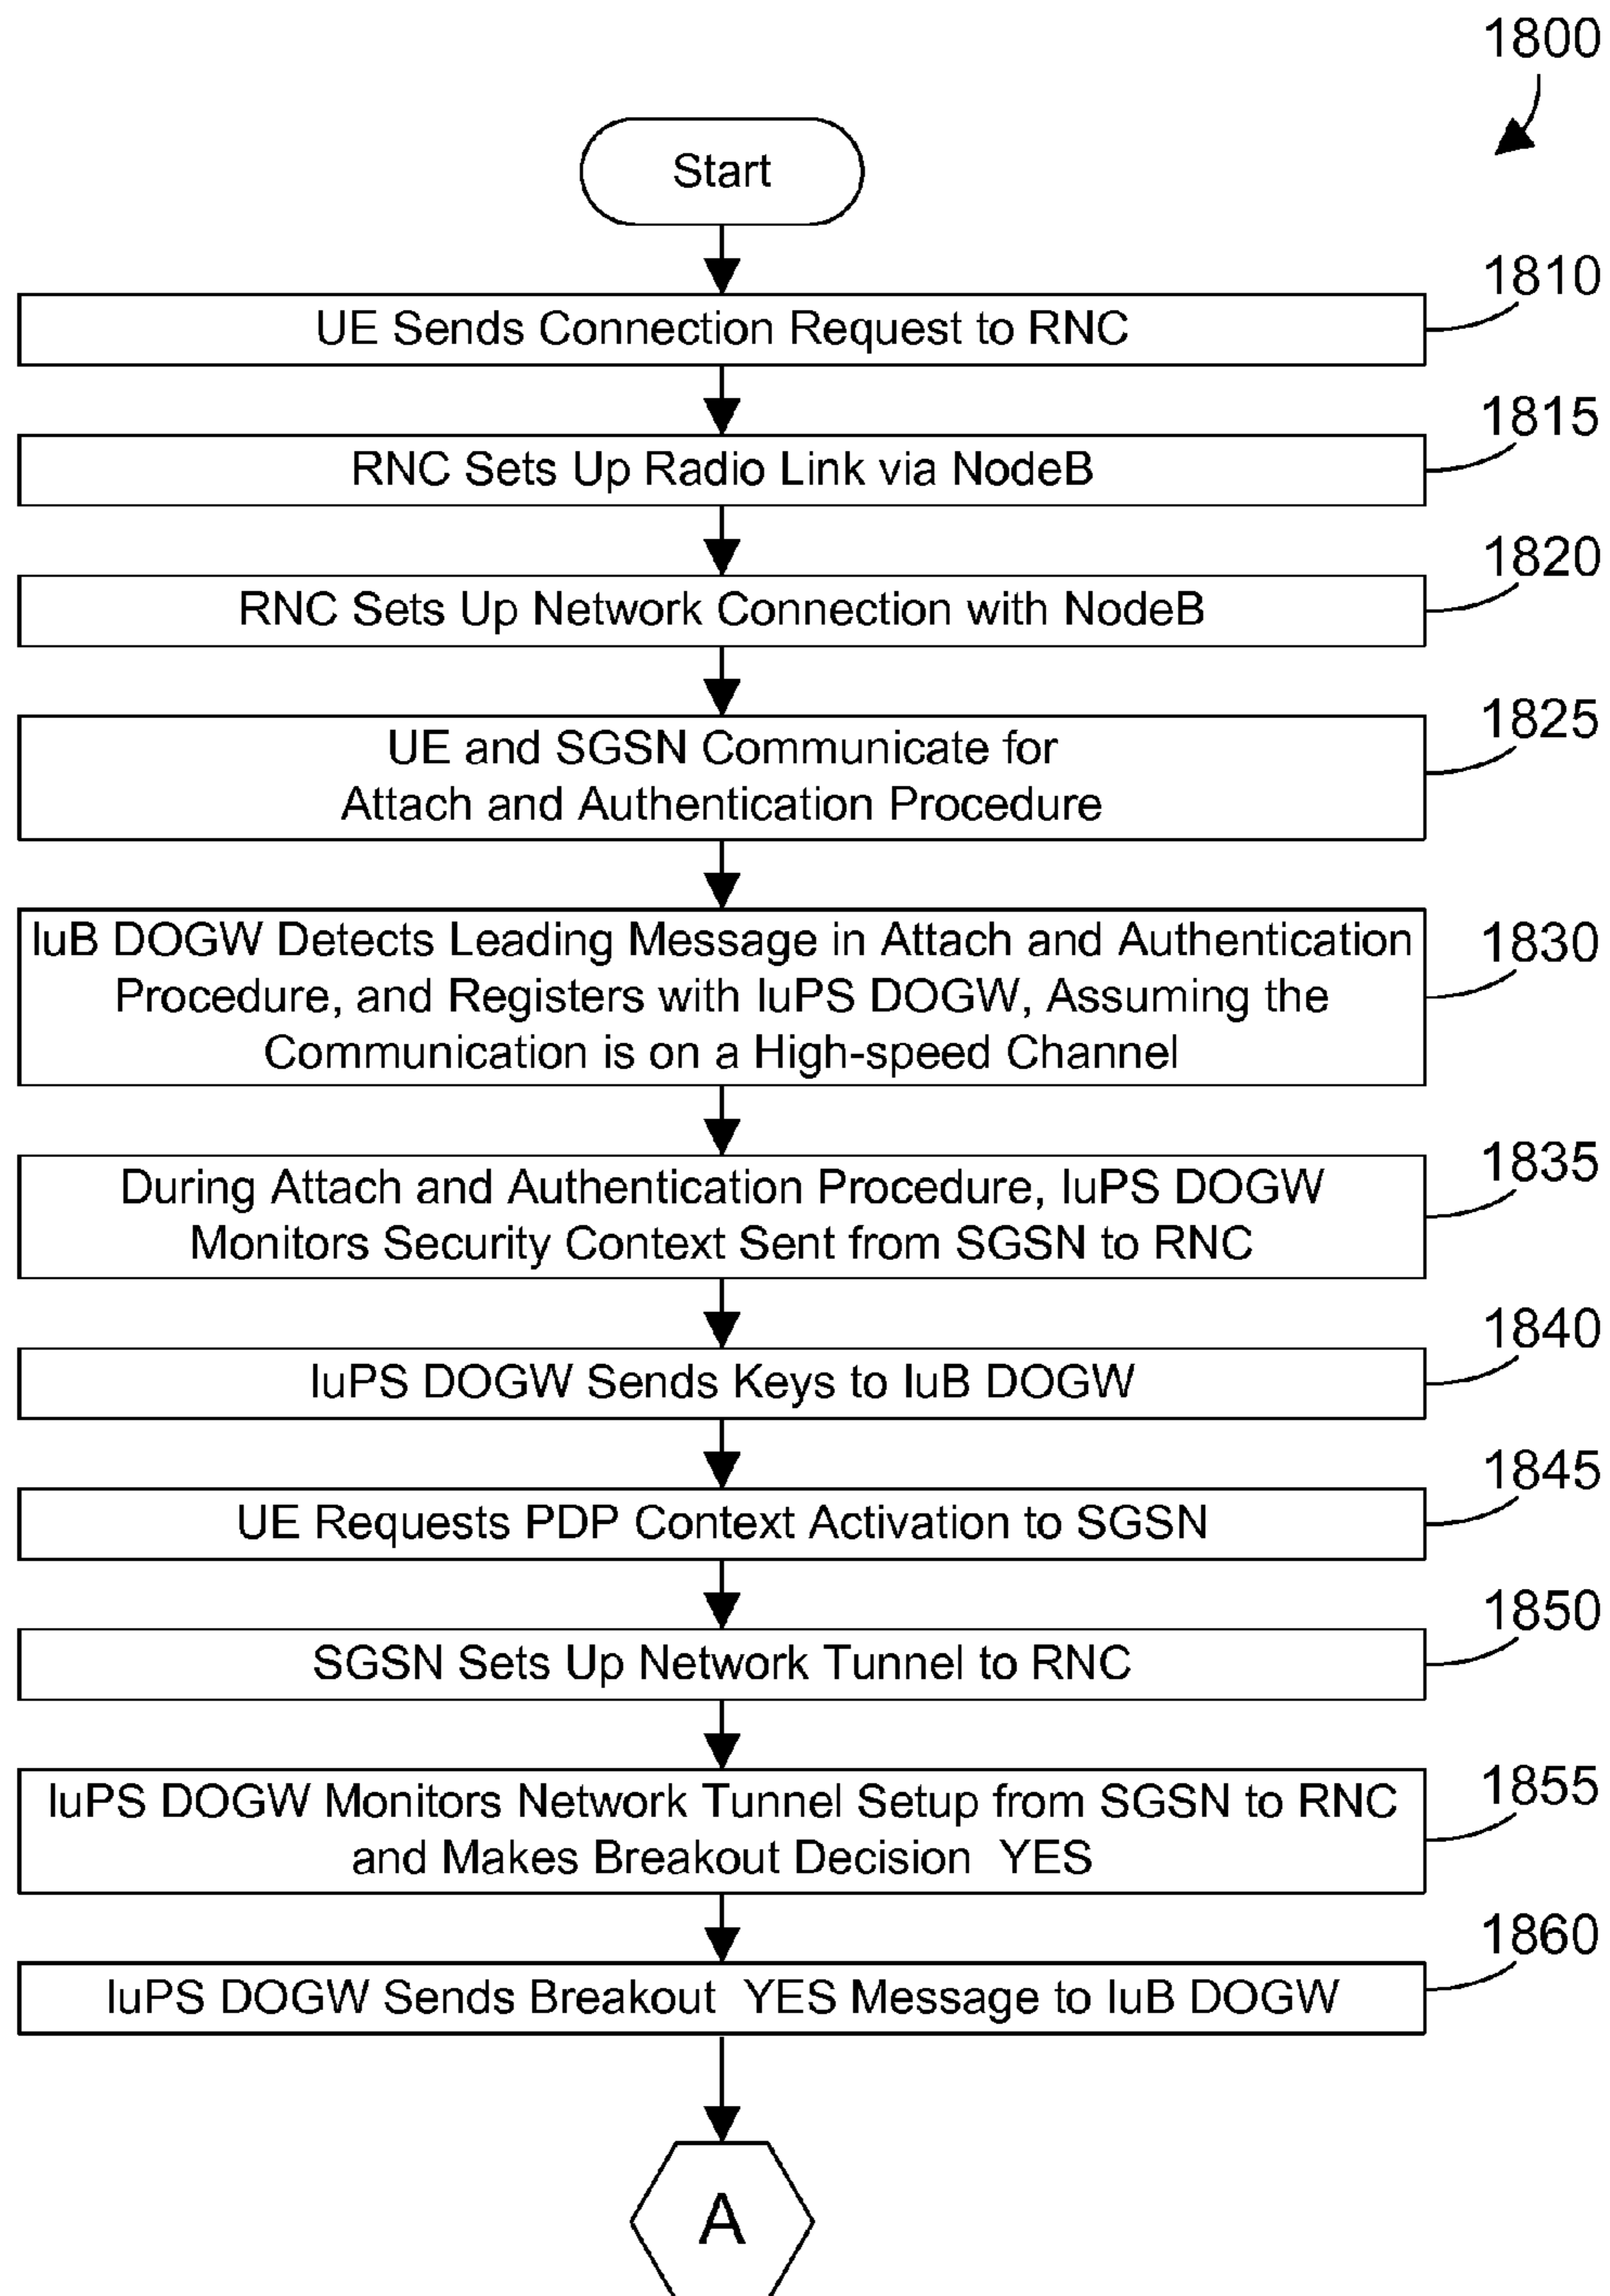 1800
Start
1810
UE Sends Connection Request to RNC
1815
RNC Sets Up Radio Link via NodeB
1820
RNC Sets Up Network Connection with NodeB
1825
UE and SGSN Communicate for
Attach and Authentication Procedure
1830
IuB DOGW Detects Leading Message in Attach and Authentication
Procedure, and Registers with IuPS DOGW, Assuming the
Communication is on a High-speed Channel
1835
During Attach and Authentication Procedure, IuPS DOGW
Monitors Security Context Sent from SGSN to RNC
1840
IuPS DOGW Sends Keys to IuB DOGW
1845
UE Requests PDP Context Activation to SGSN
1850
SGSN Sets Up Network Tunnel to RNC
1855
IuPS DOGW Monitors Network Tunnel Setup from SGSN to RNC
and Makes Breakout Decision YES
1860
IuPS DOGW Sends Breakout YES Message to IuB DOGW
A